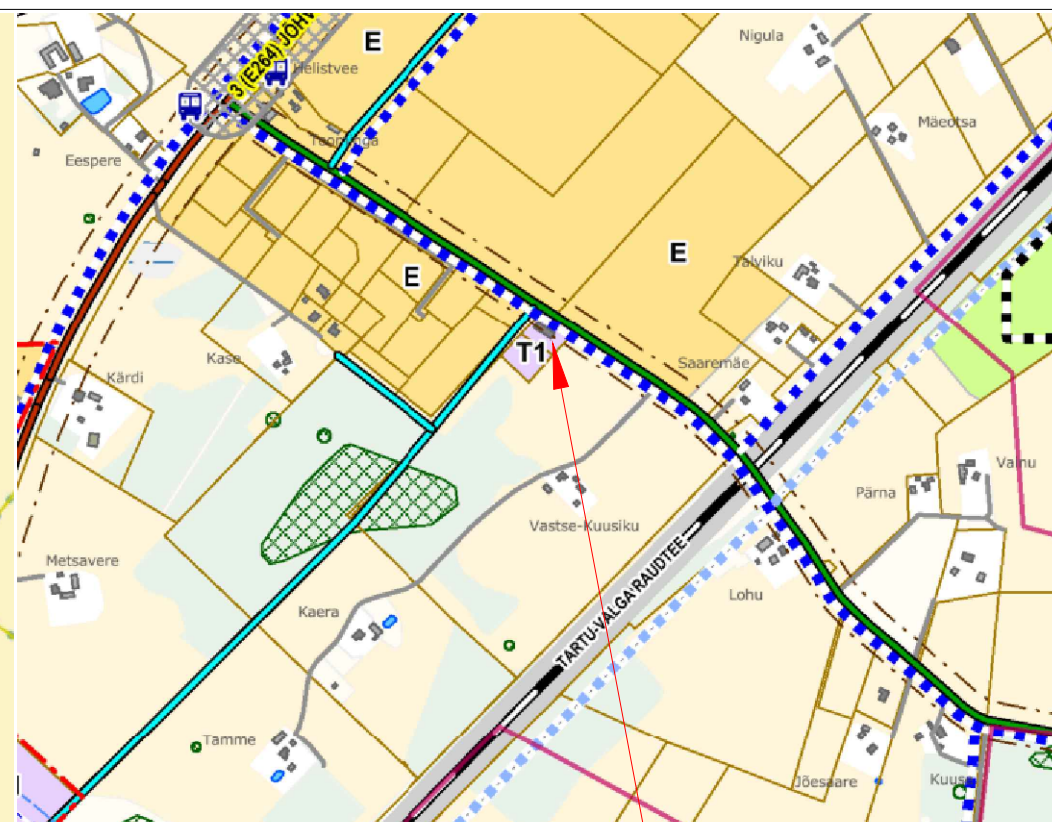 3 (E264) JÕHV
E
Nigula
Helistvee
Mäeotsa
Eespere
E
E
Talviku
T1
Saaremäe
Kase
Kärdi
Vainu
Pärna
Vastse-Kuusiku
Metsavere
Lohu
Kaera
TARTU-VALGA RAUDTEE
Tamme
Jõesaare